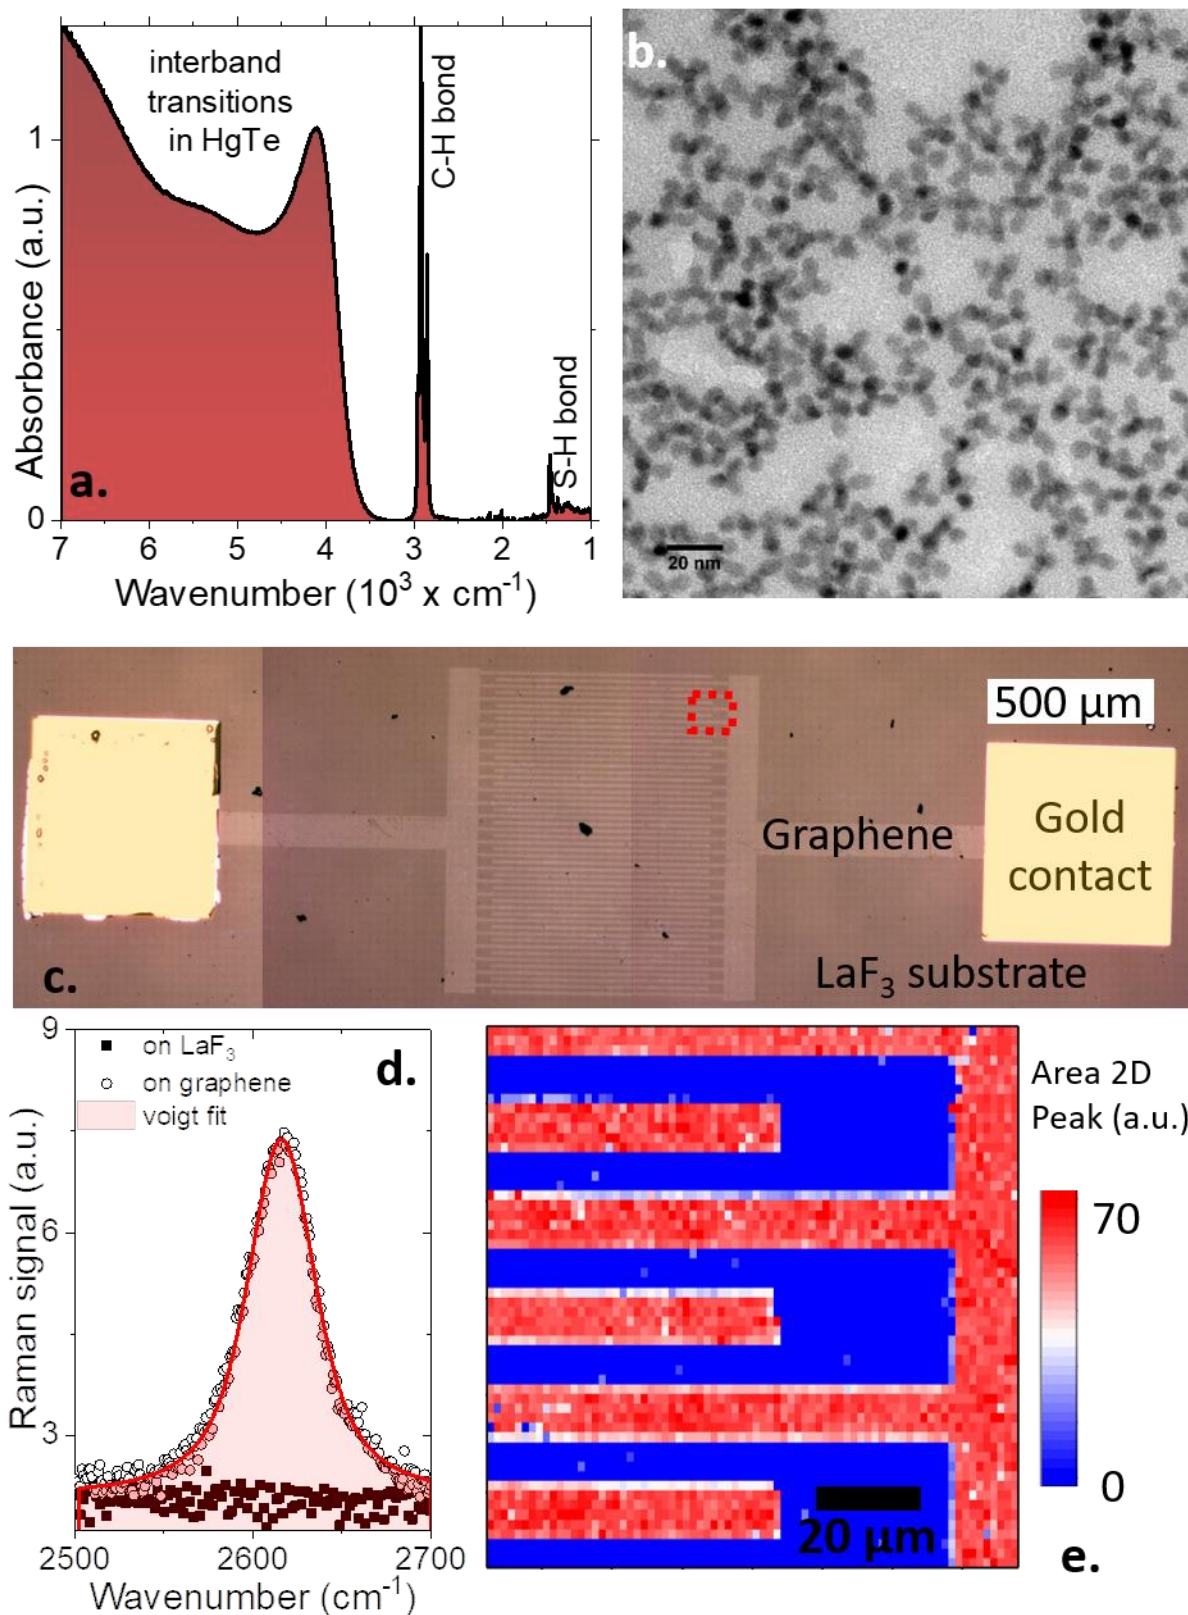 interband
transitions
in HgTe
C-H bond
S-H bond
1
0
Absorbance (a.u.)
a.
7 6 5 4 3 2 1
Wavenumber (10³ x cm⁻¹)
b.
20 nm
500 µm
Graphene
Gold
contact
LaF₃ substrate
c.
9
6
3
Raman signal (a.u.)
on LaF₃
on graphene
voigt fit
d.
2500 2600 2700
Wavenumber (cm⁻¹)
Area 2D
Peak (a.u.)
70
0
20 µm
e.